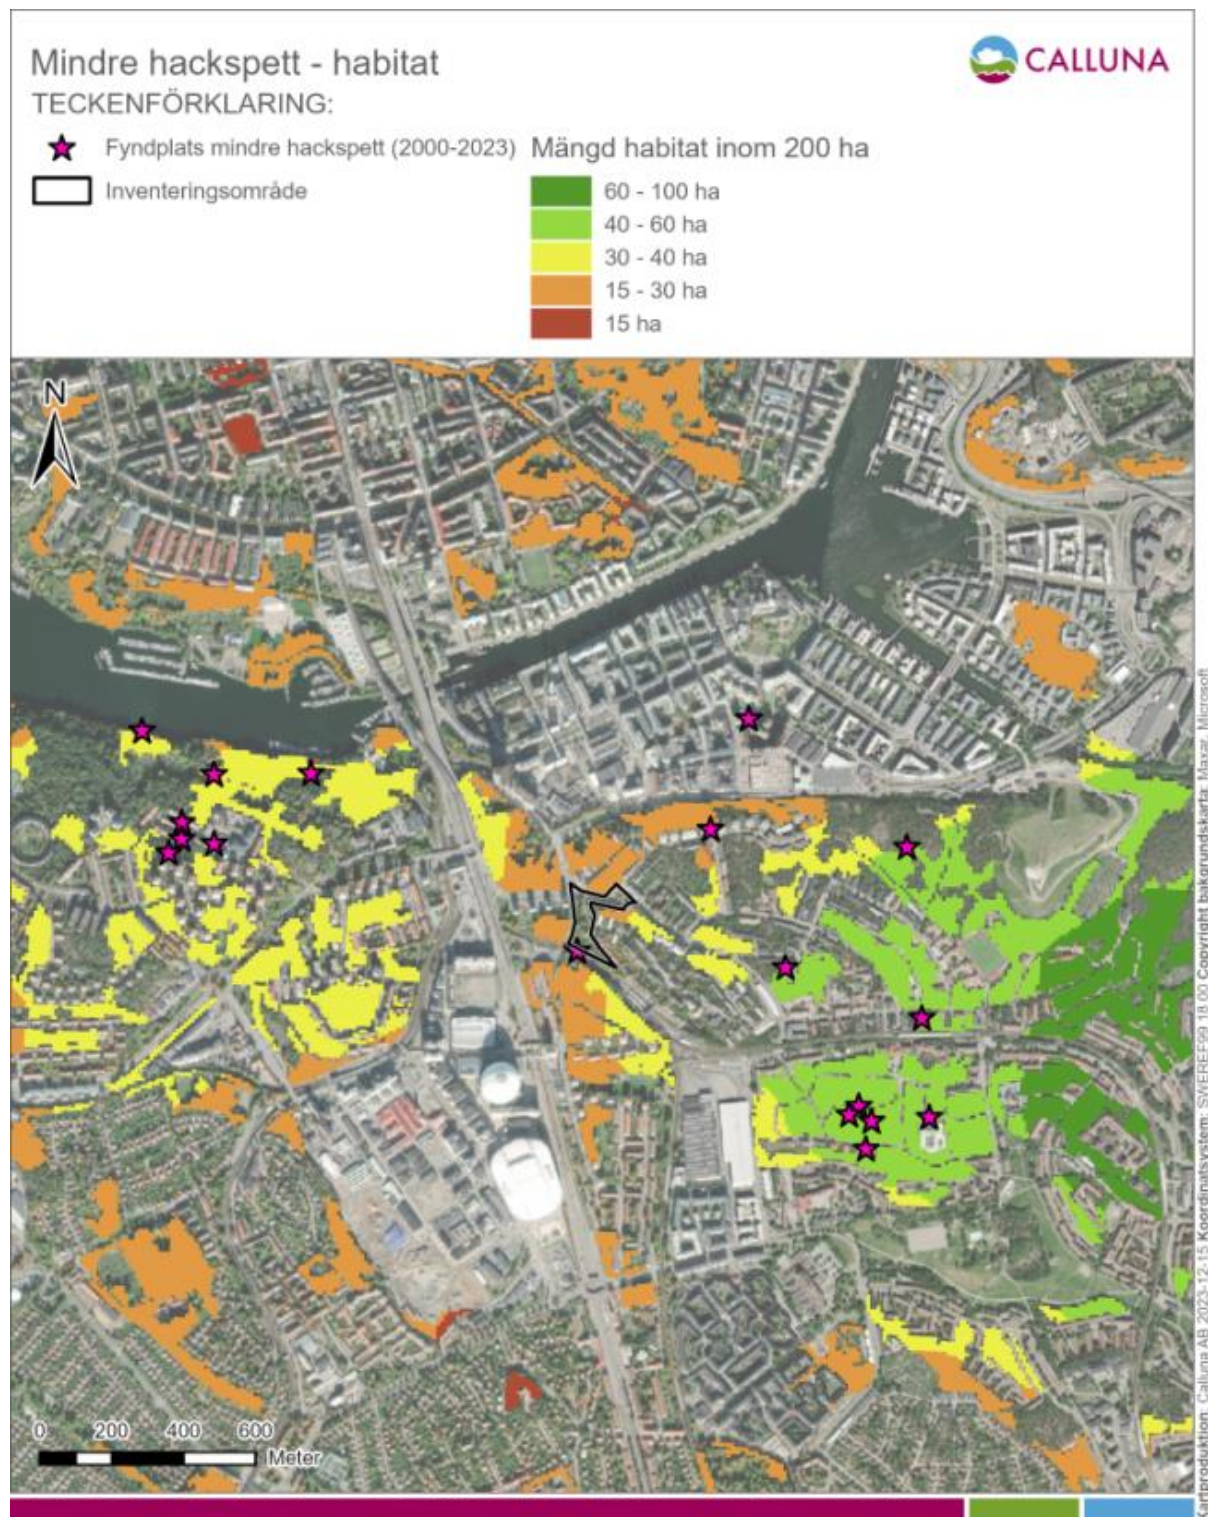 Mindre hackspett - habitat
CALLUNA
TECKENFÖRKLARING:
Fyndplats mindre hackspett (2000-2023)
Inventeringsområde
Mängd habitat inom 200 ha
60 - 100 ha
40 - 60 ha
30 - 40 ha
15 - 30 ha
15 ha
N
0 200 400 600
Meter
Kartproduktion: Calluna AB 2023-12-15 Koordinatsystem: SWEREF99 18 00 Copyright bakgrundskarta: Maxar, Microsoft